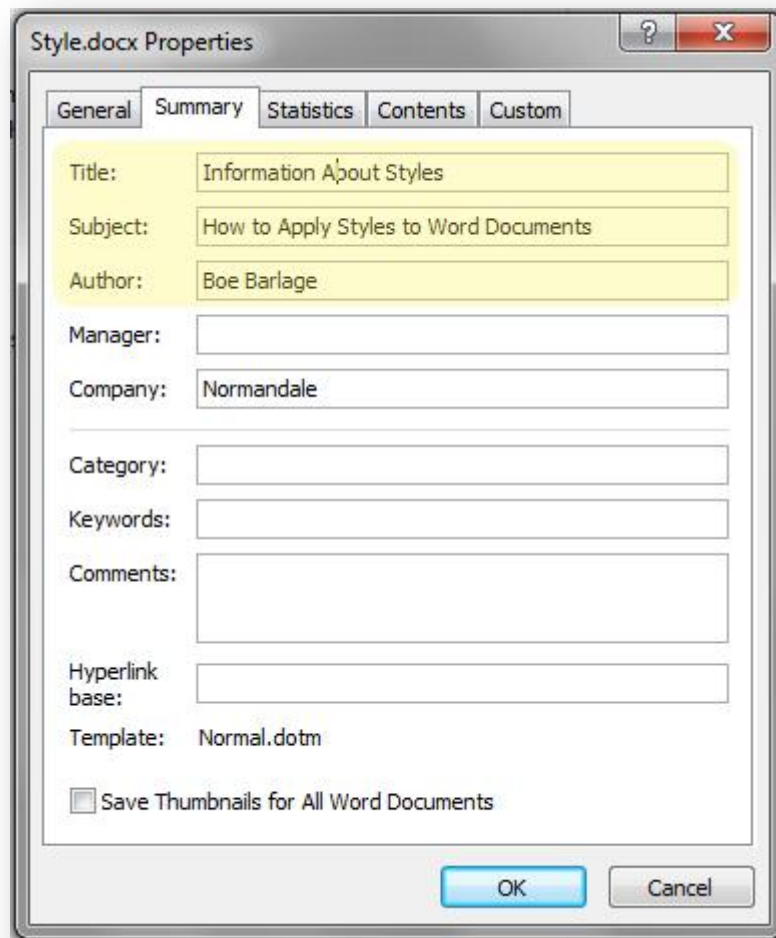 Style.docx Properties
General Summary Statistics Contents Custom
Title: Information About Styles
Subject: How to Apply Styles to Word Documents
Author: Boe Barlage
Manager:
Company: Normandale
Category:
Keywords:
Comments:
Hyperlink
base:
Template: Normal.dotm
Save Thumbnails for All Word Documents
OK Cancel